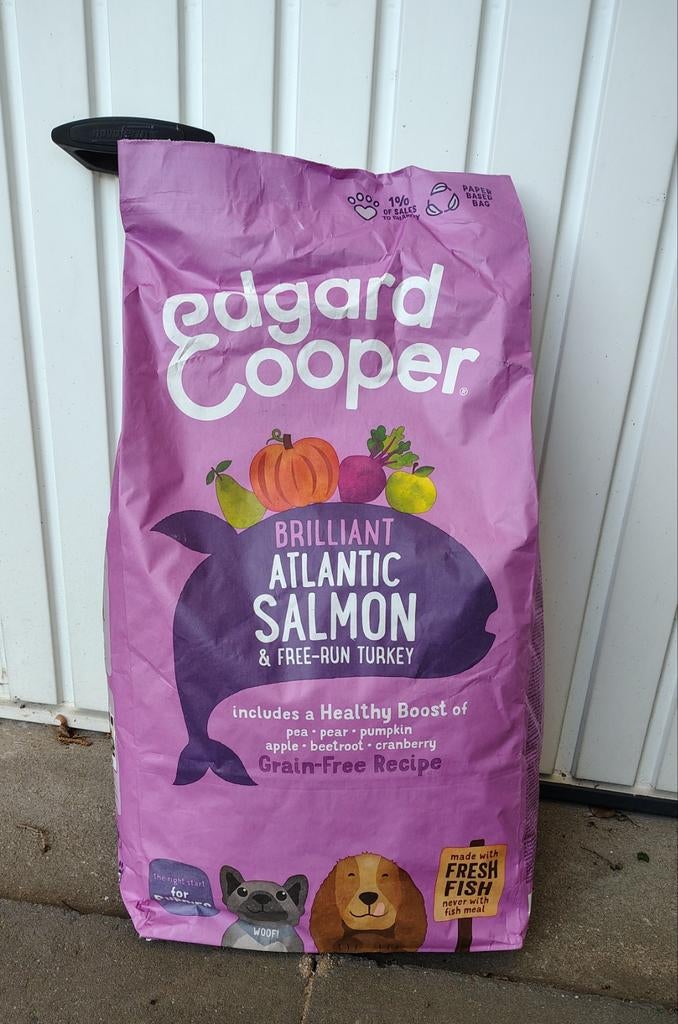 1%
OF SALES
TO CHARITY
PAPER
BASED
BAG
edgard
Cooper®
BRILLIANT
ATLANTIC
SALMON
& FREE-RUN TURKEY
includes a Healthy Boost of
pea • pear • pumpkin
apple • beetroot • cranberry
Grain-Free Recipe
the right start
for
PUPPIES
WOOF!
made with
FRESH
FISH
never with
fish meal